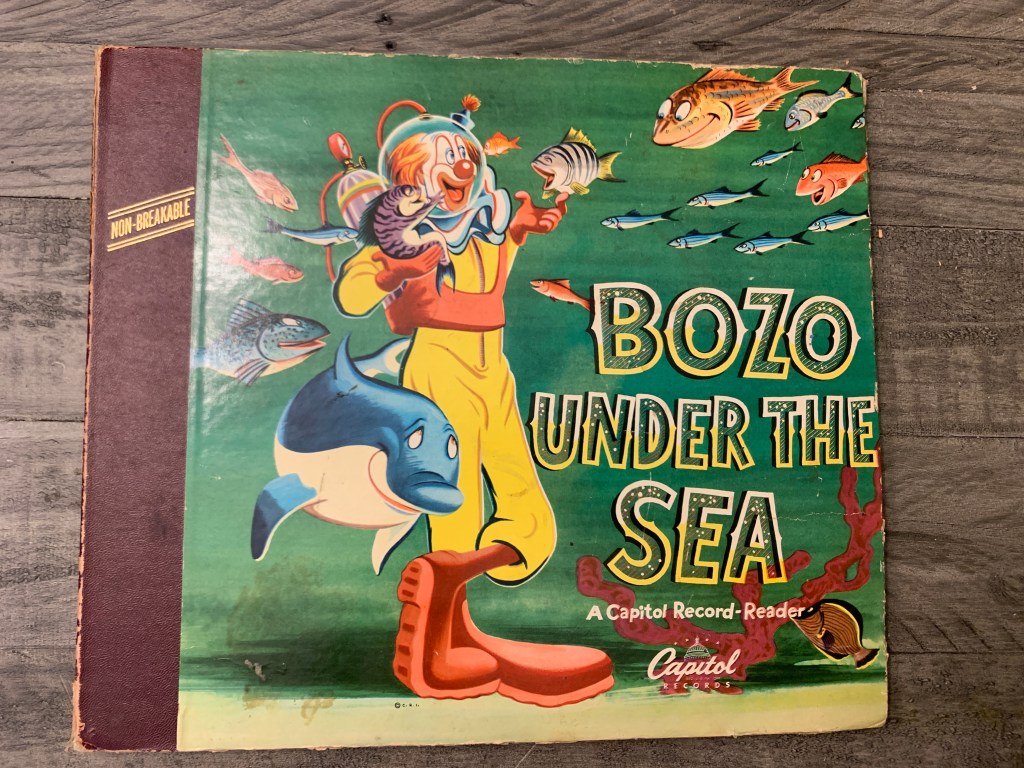 NON-BREAKABLE
BOZO
UNDER THE
SEA
A Capitol Record-Reader
Capitol
RECORDS
© C.R.I.